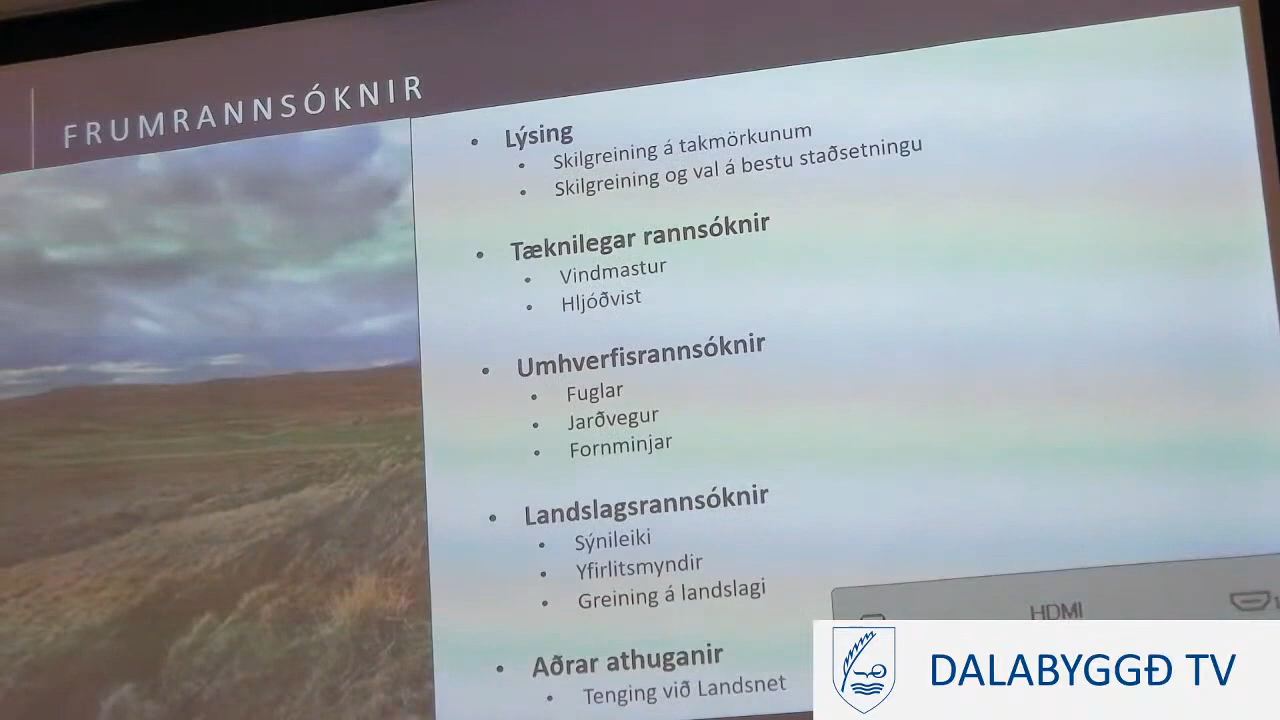 FRUMRANNSÓKNIR
Lýsing
Skilgreining á takmörkunum
Skilgreining og val á bestu staðsetningu
Tæknilegar rannsóknir
Vindmastur
Hljóðvist
Umhverfisrannsóknir
Fuglar
Jarðvegur
Fornminjar
Landslagsrannsóknir
Sýnileiki
Yfirlitsmyndir
Greining á landslagi
Aðrar athuganir
Tenging við Landsnet
HDMI
DALABYGGÐ TV